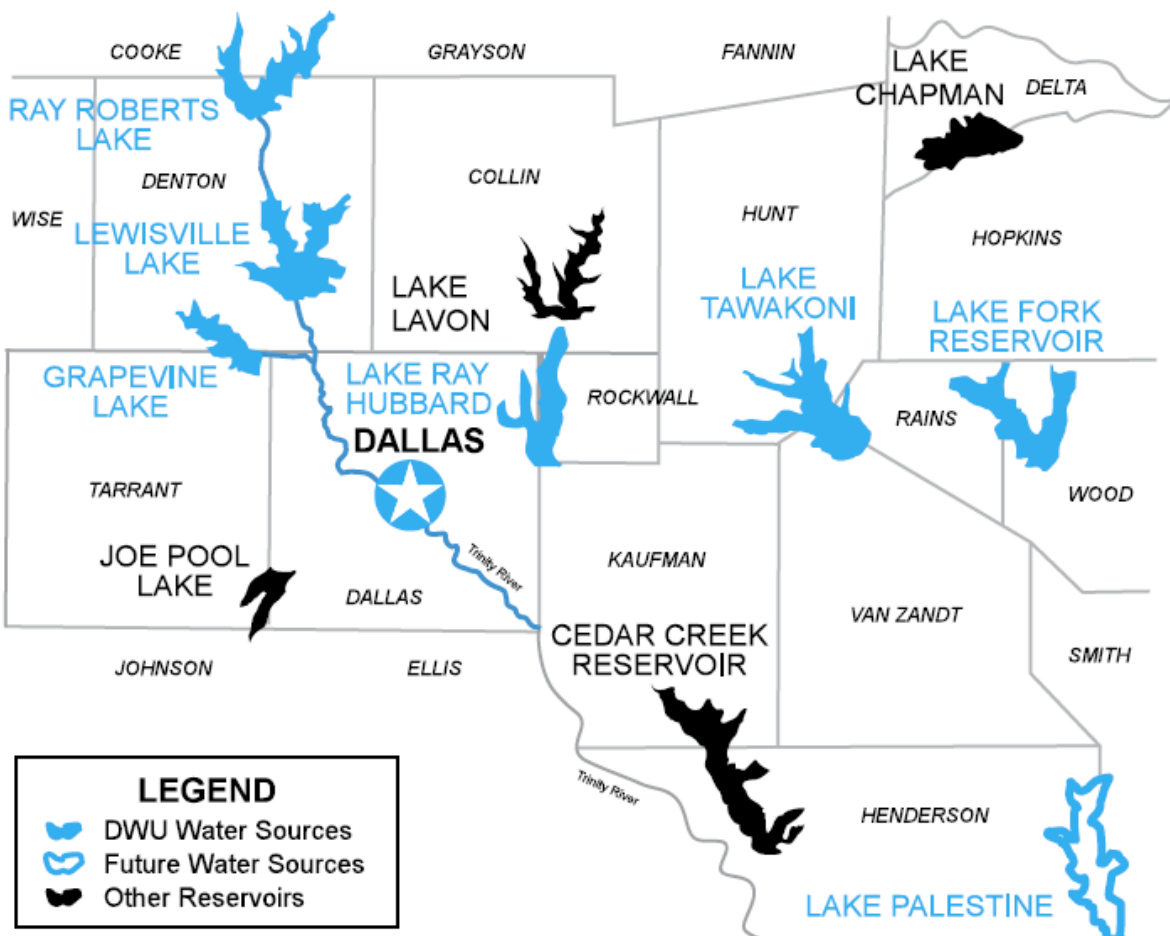 COOKE
GRAYSON
FANNIN
LAKE
CHAPMAN
DELTA
RAY ROBERTS
LAKE
DENTON
COLLIN
WISE
HUNT
HOPKINS
LEWISVILLE
LAKE
LAKE
LAVON
LAKE
TAWAKONI
LAKE FORK
RESERVOIR
GRAPEVINE
LAKE
LAKE RAY
HUBBARD
ROCKWALL
RAINS
DALLAS
TARRANT
WOOD
JOE POOL
LAKE
Trinity River
KAUFMAN
DALLAS
VAN ZANDT
CEDAR CREEK
RESERVOIR
JOHNSON
ELLIS
SMITH
Trinity River
HENDERSON
LAKE PALESTINE
LEGEND
DWU Water Sources
Future Water Sources
Other Reservoirs